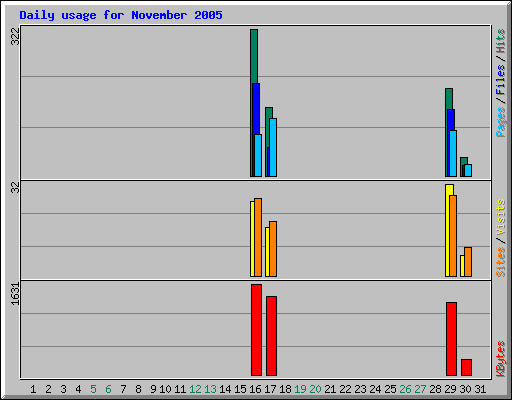 Daily usage for November 2005
322
Pages / Files / Hits
32
Sites / Visits
1631
KBytes
1 2 3 4 5 6 7 8 9 10 11 12 13 14 15 16 17 18 19 20 21 22 23 24 25 26 27 28 29 30 31